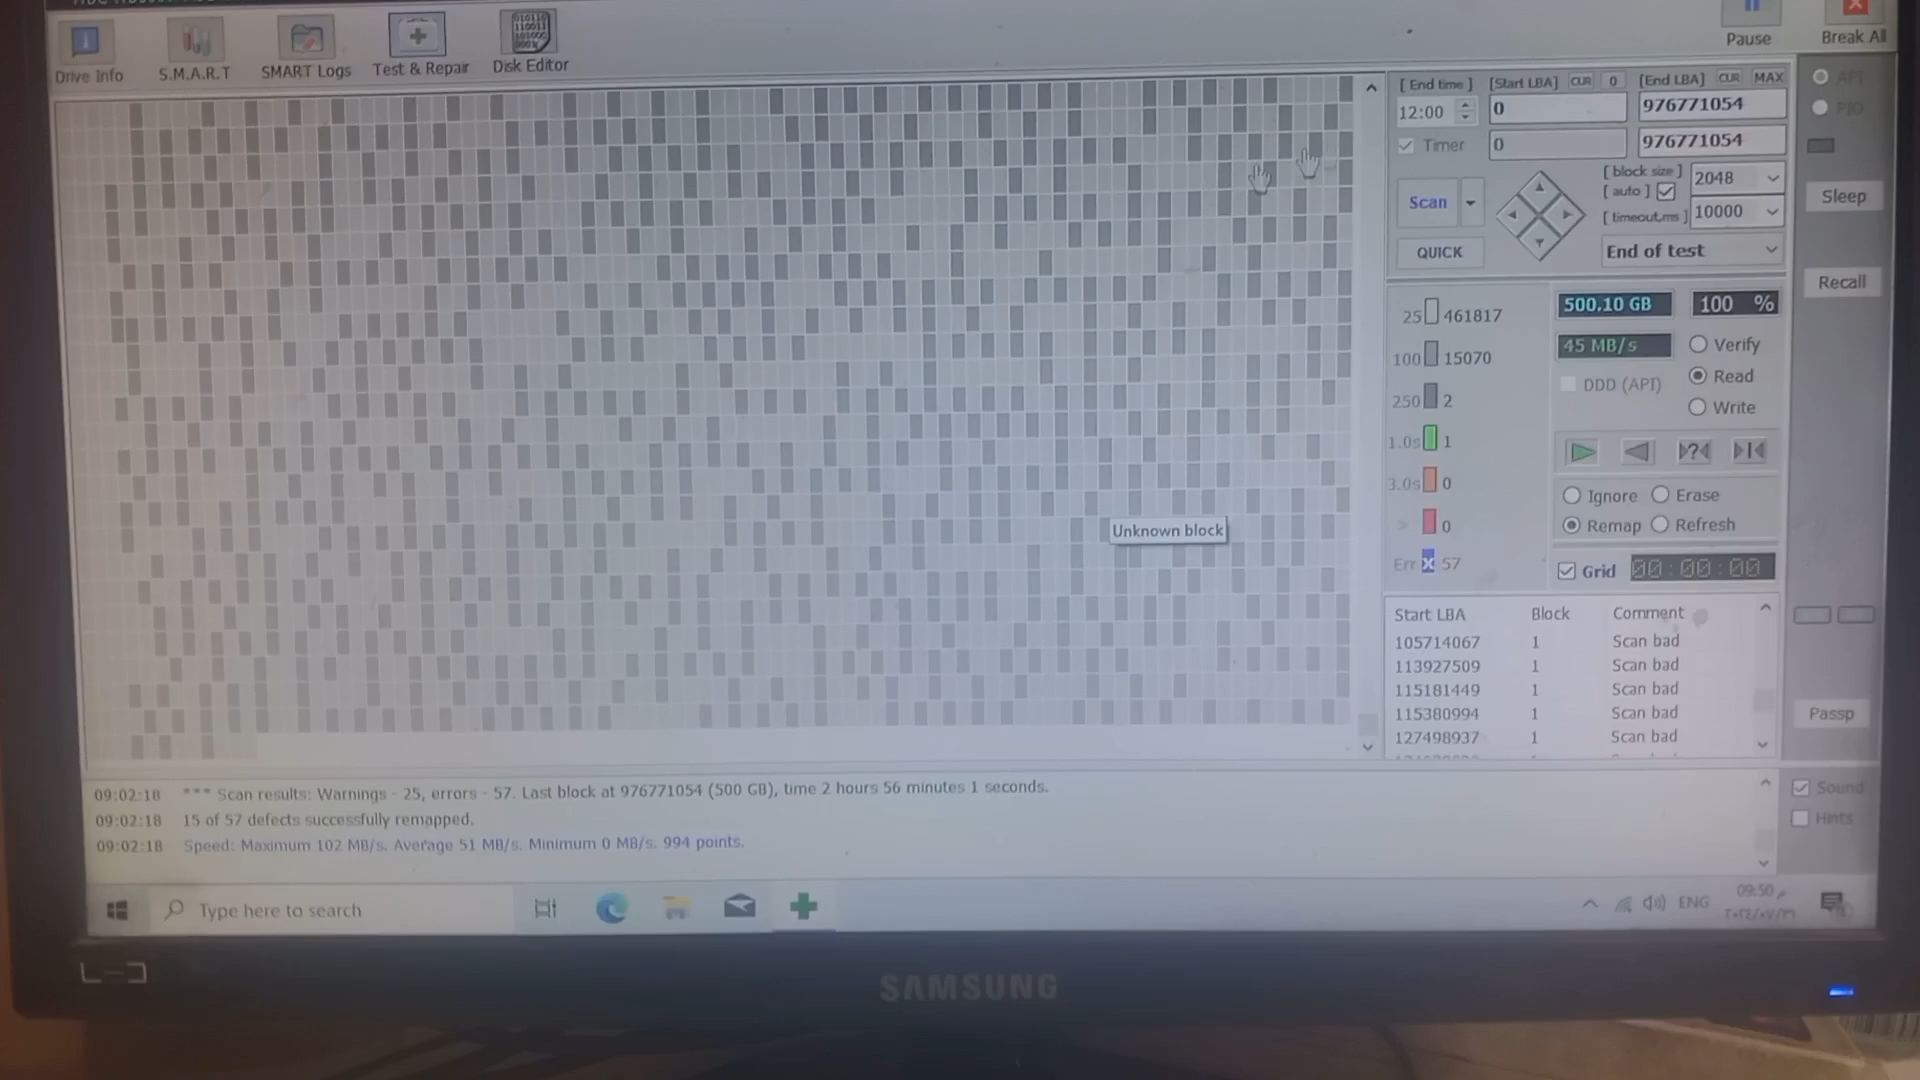 Drive Info
S.M.A.R.T
SMART Logs
Test & Repair
Disk Editor
Pause
Break All
[ End time ]
[Start LBA]
CUR
0
[End LBA]
CUR
MAX
12:00
0
976771054
Timer
0
976771054
API
PIO
Scan
[ block size ]
[ auto ]
2048
[ timeout,ms ]
10000
Sleep
QUICK
End of test
Recall
25 461817
100 15070
250 2
1.0s 1
3.0s 0
> 0
Err x 57
500.10 GB
100 %
45 MB/s
Verify
DDD (API)
Read
Write
Ignore
Erase
Remap
Refresh
Grid
00:00:00
Unknown block
Start LBA Block Comment
105714067 1 Scan bad
113927509 1 Scan bad
115181449 1 Scan bad
115380994 1 Scan bad
127498937 1 Scan bad
Passp
Sound
Hints
09:02:18 *** Scan results: Warnings - 25, errors - 57. Last block at 976771054 (500 GB), time 2 hours 56 minutes 1 seconds.
09:02:18 15 of 57 defects successfully remapped.
09:02:18 Speed: Maximum 102 MB/s. Average 51 MB/s. Minimum 0 MB/s. 994 points.
Type here to search
ENG
09:50 م
SAMSUNG